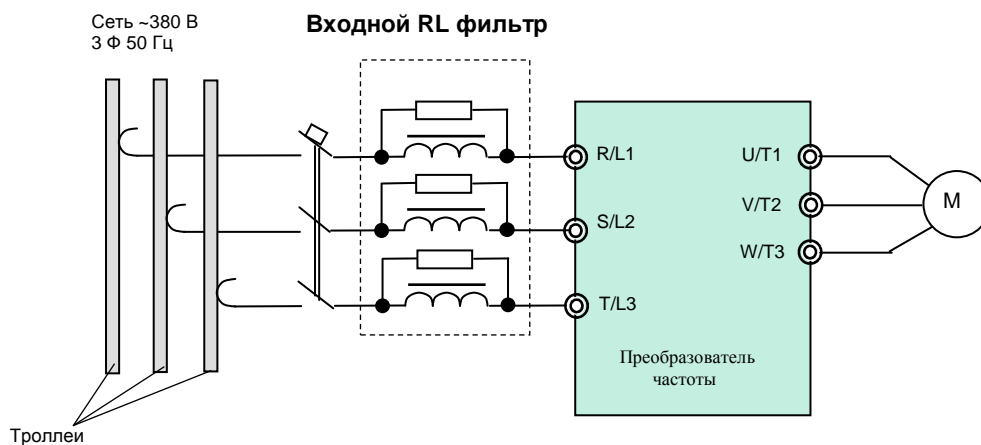 Сеть ~380 В
3 Ф 50 Гц
Входной RL фильтр
R/L1
U/T1
S/L2
V/T2
M
W/T3
T/L3
Преобразователь
частоты
Троллеи